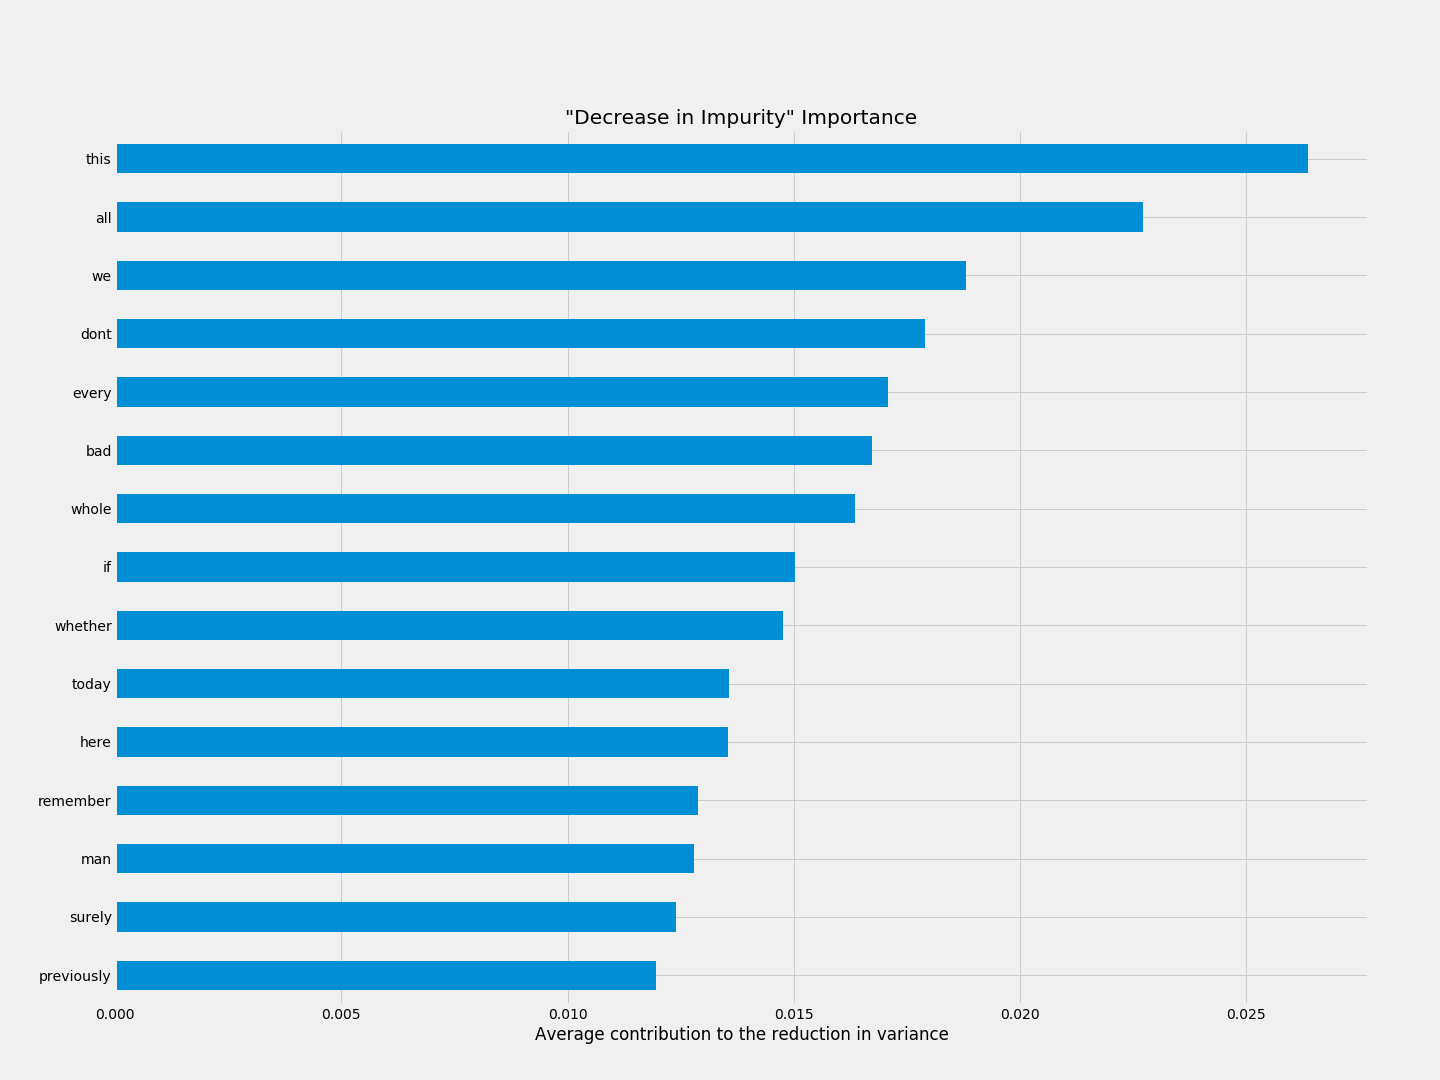 "Decrease in Impurity" Importance
this
all
we
dont
every
bad
whole
if
whether
today
here
remember
man
surely
previously
0.000 0.005 0.010 0.015 0.020 0.025
Average contribution to the reduction in variance